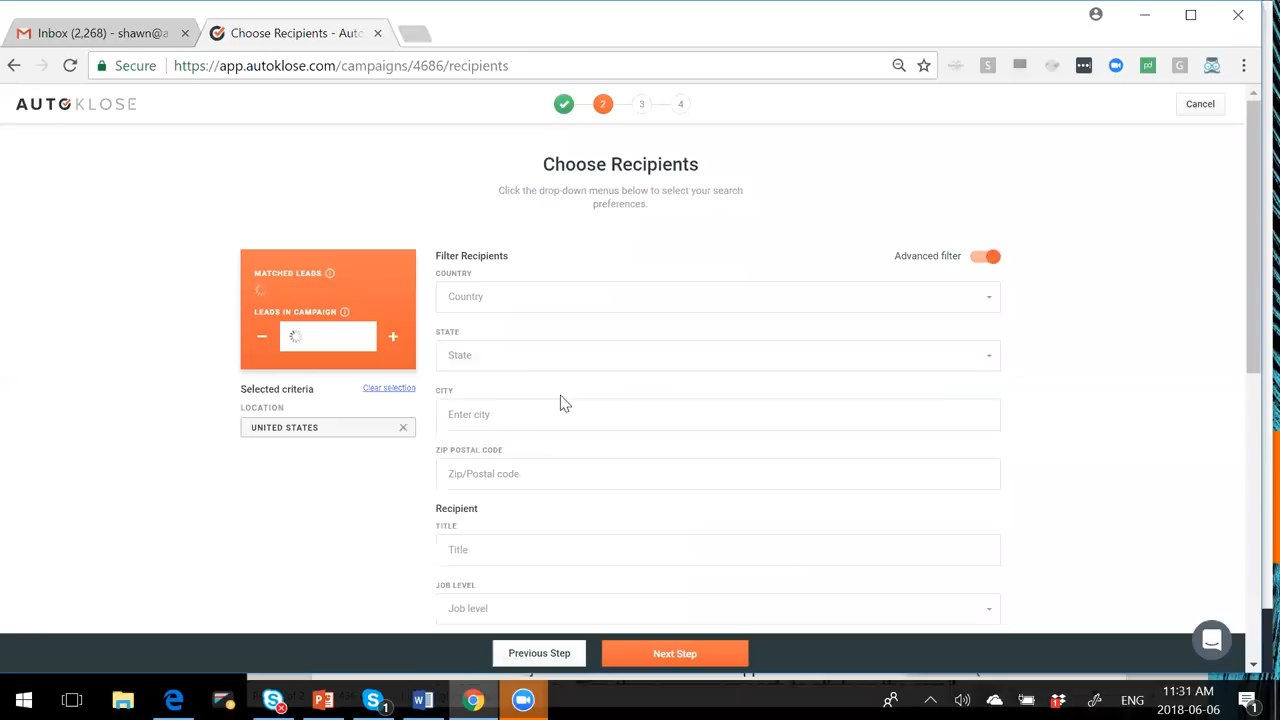 Inbox (2,268) - shawn@a
Choose Recipients - Auto
Secure
https://app.autoklose.com/campaigns/4686/recipients
S
pd
G
AUTOKLOSE
2
3
4
Cancel
Choose Recipients
Click the drop-down menus below to select your search
preferences.
MATCHED LEADS
LEADS IN CAMPAIGN
−
+
Selected criteria
Clear selection
LOCATION
UNITED STATES
Filter Recipients
Advanced filter
COUNTRY
Country
STATE
State
CITY
Enter city
ZIP POSTAL CODE
Zip/Postal code
Recipient
TITLE
Title
JOB LEVEL
Job level
Previous Step
Next Step
1
ENG
11:31 AM
2018-06-06
1